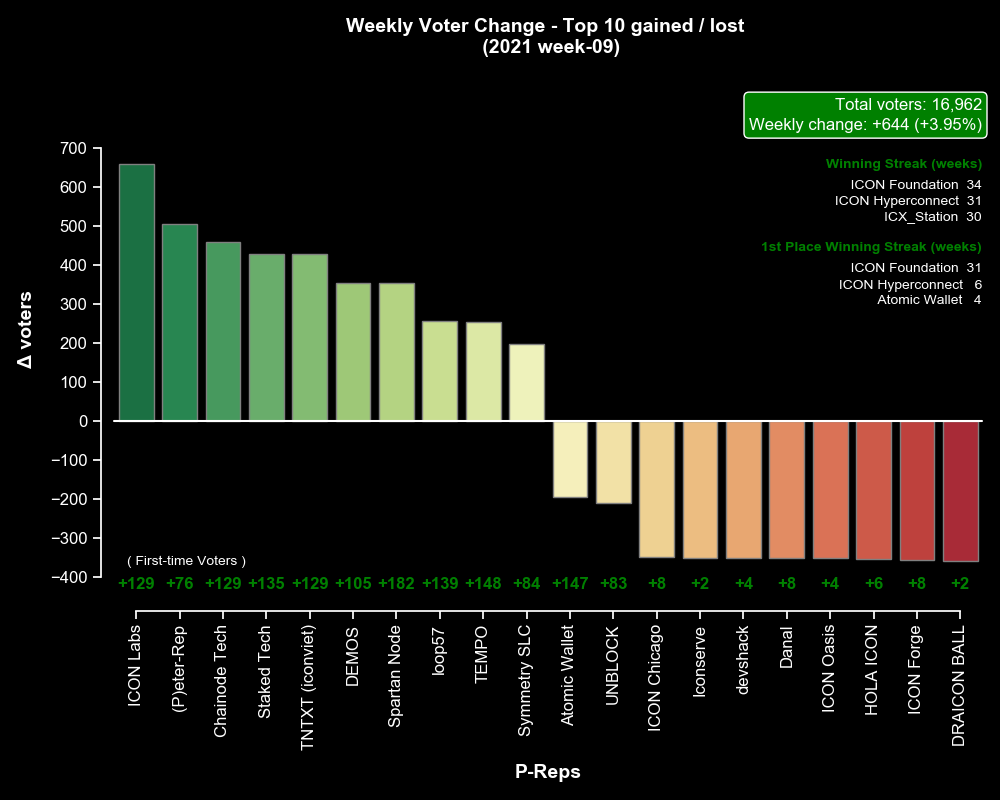 Weekly Voter Change - Top 10 gained / lost
(2021 week-09)
Total voters: 16,962
Weekly change: +644 (+3.95%)
Winning Streak (weeks)
ICON Foundation 34
ICON Hyperconnect 31
ICX_Station 30
1st Place Winning Streak (weeks)
ICON Foundation 31
ICON Hyperconnect 6
Atomic Wallet 4
Δ voters
700
600
500
400
300
200
100
0
−100
−200
−300
−400
( First-time Voters )
+129 +76 +129 +135 +129 +105 +182 +139 +148 +84 +147 +83 +8 +2 +4 +8 +4 +6 +8 +2
ICON Labs
(P)eter-Rep
Chainode Tech
Staked Tech
TNTXT (iconviet)
DEMOS
Spartan Node
loop57
TEMPO
Symmetry SLC
Atomic Wallet
UNBLOCK
ICON Chicago
Iconserve
devshack
Danal
ICON Oasis
HOLA ICON
ICON Forge
DRAICON BALL
P-Reps